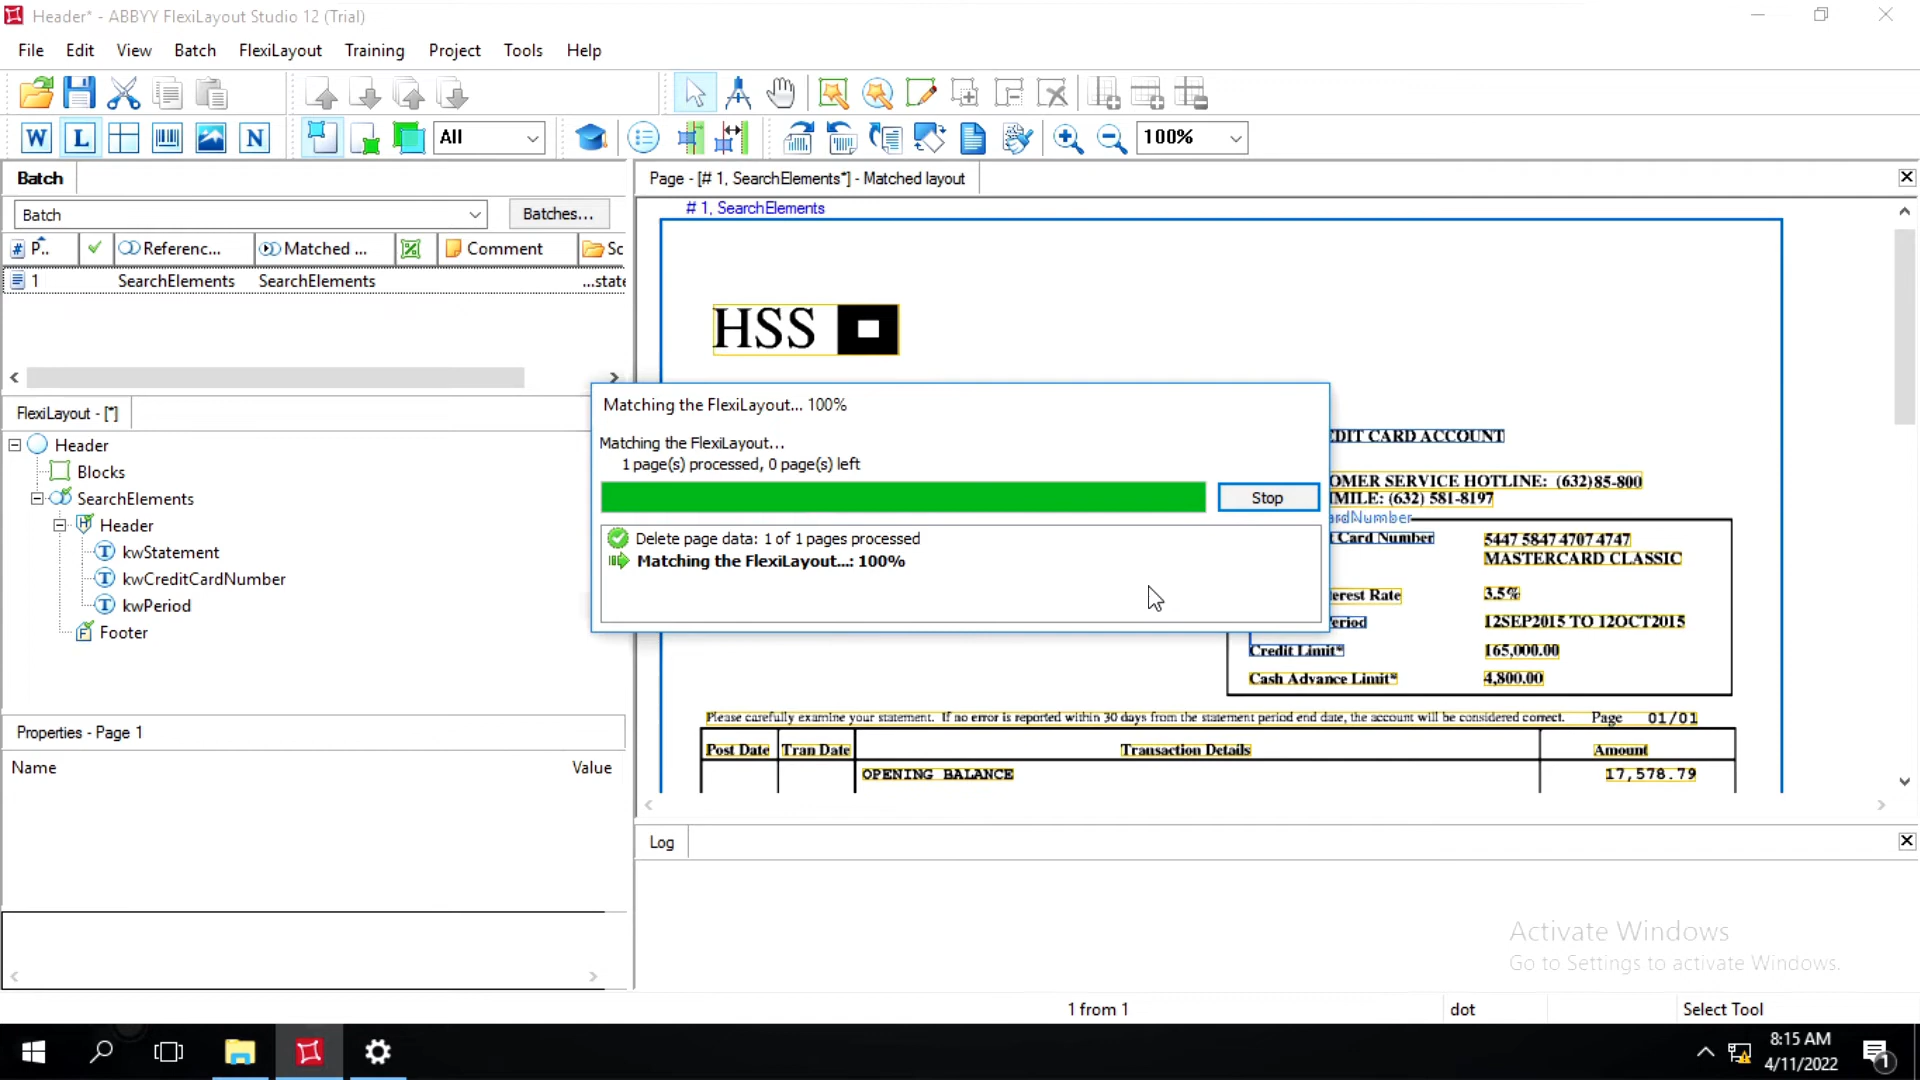 Header* - ABBYY FlexiLayout Studio 12 (Trial)
File Edit View Batch FlexiLayout Training Project Tools Help
W L N All 100%
Batch
Page - [# 1, SearchElements*] - Matched layout
Batch Batches...
# 1, SearchElements
# P.. Referenc... Matched ... Comment Sc
1 SearchElements SearchElements ...state
HSS
FlexiLayout - [*]
Header
Blocks
SearchElements
Header
kwStatement
kwCreditCardNumber
kwPeriod
Footer
Matching the FlexiLayout... 100%
Matching the FlexiLayout...
1 page(s) processed, 0 page(s) left
Stop
Delete page data: 1 of 1 pages processed
Matching the FlexiLayout...: 100%
EDIT CARD ACCOUNT
OMER SERVICE HOTLINE: (632)85-800
MILE: (632) 581-8197
ardNumber
t Card Number 5447 5847 4707 4747
MASTERCARD CLASSIC
erest Rate 3.5%
eriod 12SEP2015 TO 12OCT2015
Credit Limit* 165,000.00
Cash Advance Limit* 4,800.00
Please carefully examine your statement. If no error is reported within 30 days from the statement period end date, the account will be considered correct. Page 01/01
Post Date Tran Date Transaction Details Amount
OPENING BALANCE 17,578.79
Properties - Page 1
Name Value
Log
Activate Windows
Go to Settings to activate Windows.
1 from 1 dot Select Tool
8:15 AM
4/11/2022
1